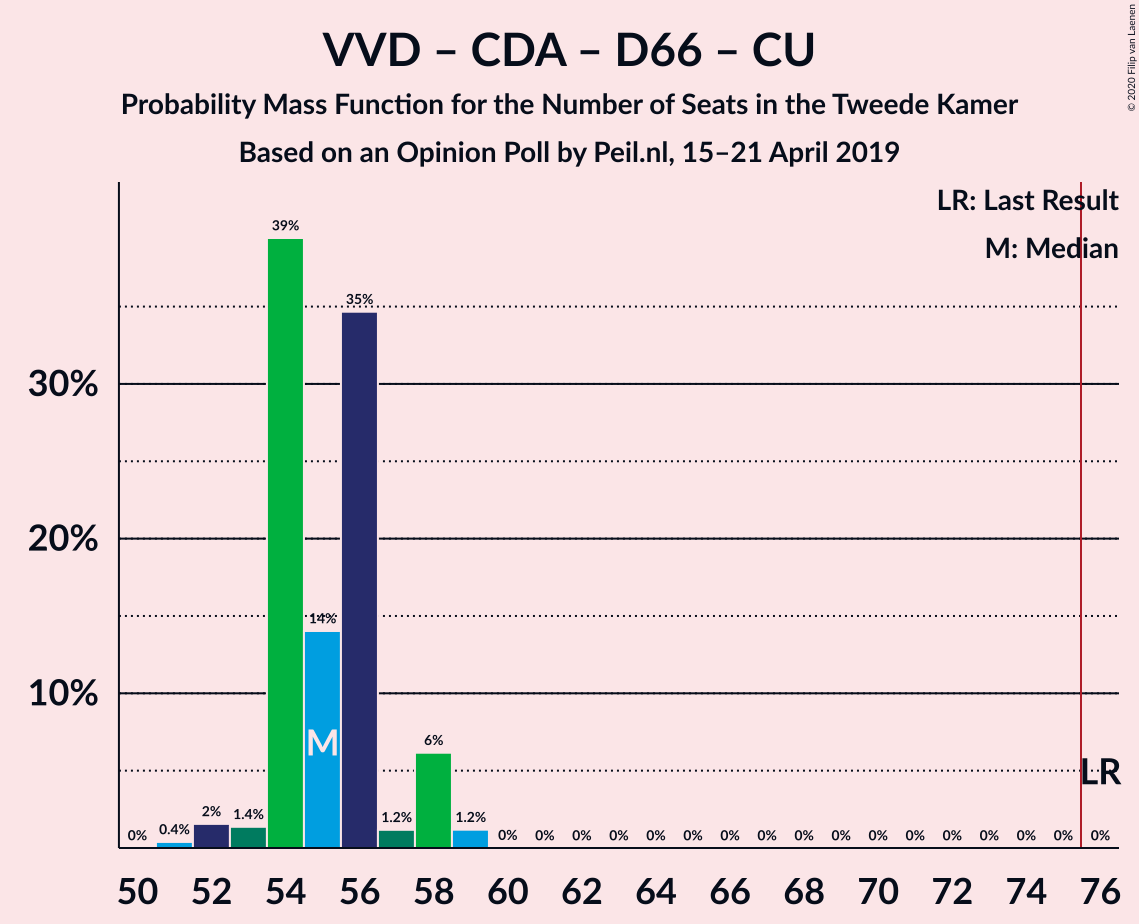 VVD – CDA – D66 – CU
Probability Mass Function for the Number of Seats in the Tweede Kamer
Based on an Opinion Poll by Peil.nl, 15–21 April 2019
© 2020 Filip van Laenen
LR: Last Result
M: Median
39%
35%
30%
20%
14%
10%
M
6%
LR
0% 0.4% 2% 1.4% 1.2% 1.2% 0% 0% 0% 0% 0% 0% 0% 0% 0% 0% 0% 0% 0% 0% 0% 0% 0%
50 52 54 56 58 60 62 64 66 68 70 72 74 76